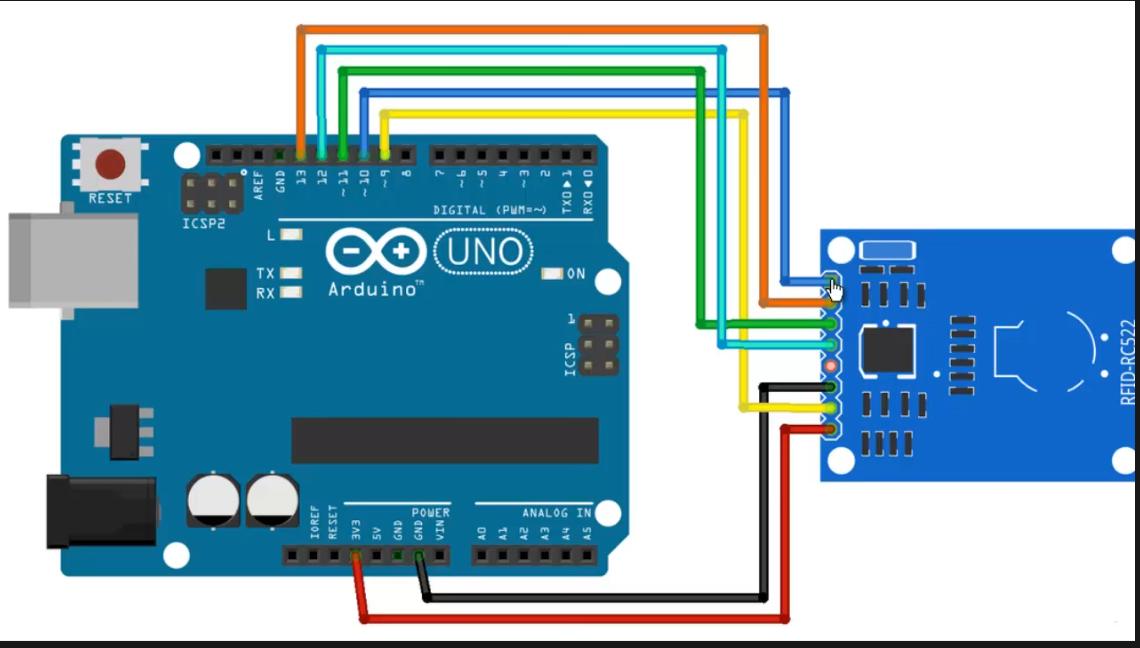 RESET
ICSP2
AREF
GND
13
12
~11
~10
~9
8
7
~6
~5
4
~3
2
TX0▶1
RX0◀0
DIGITAL (PWM=~)
L
TX
RX
UNO
ON
Arduino™
1
ICSP
RFID-RC522
POWER
ANALOG IN
IOREF
RESET
3V3
5V
GND
GND
VIN
A0
A1
A2
A3
A4
A5